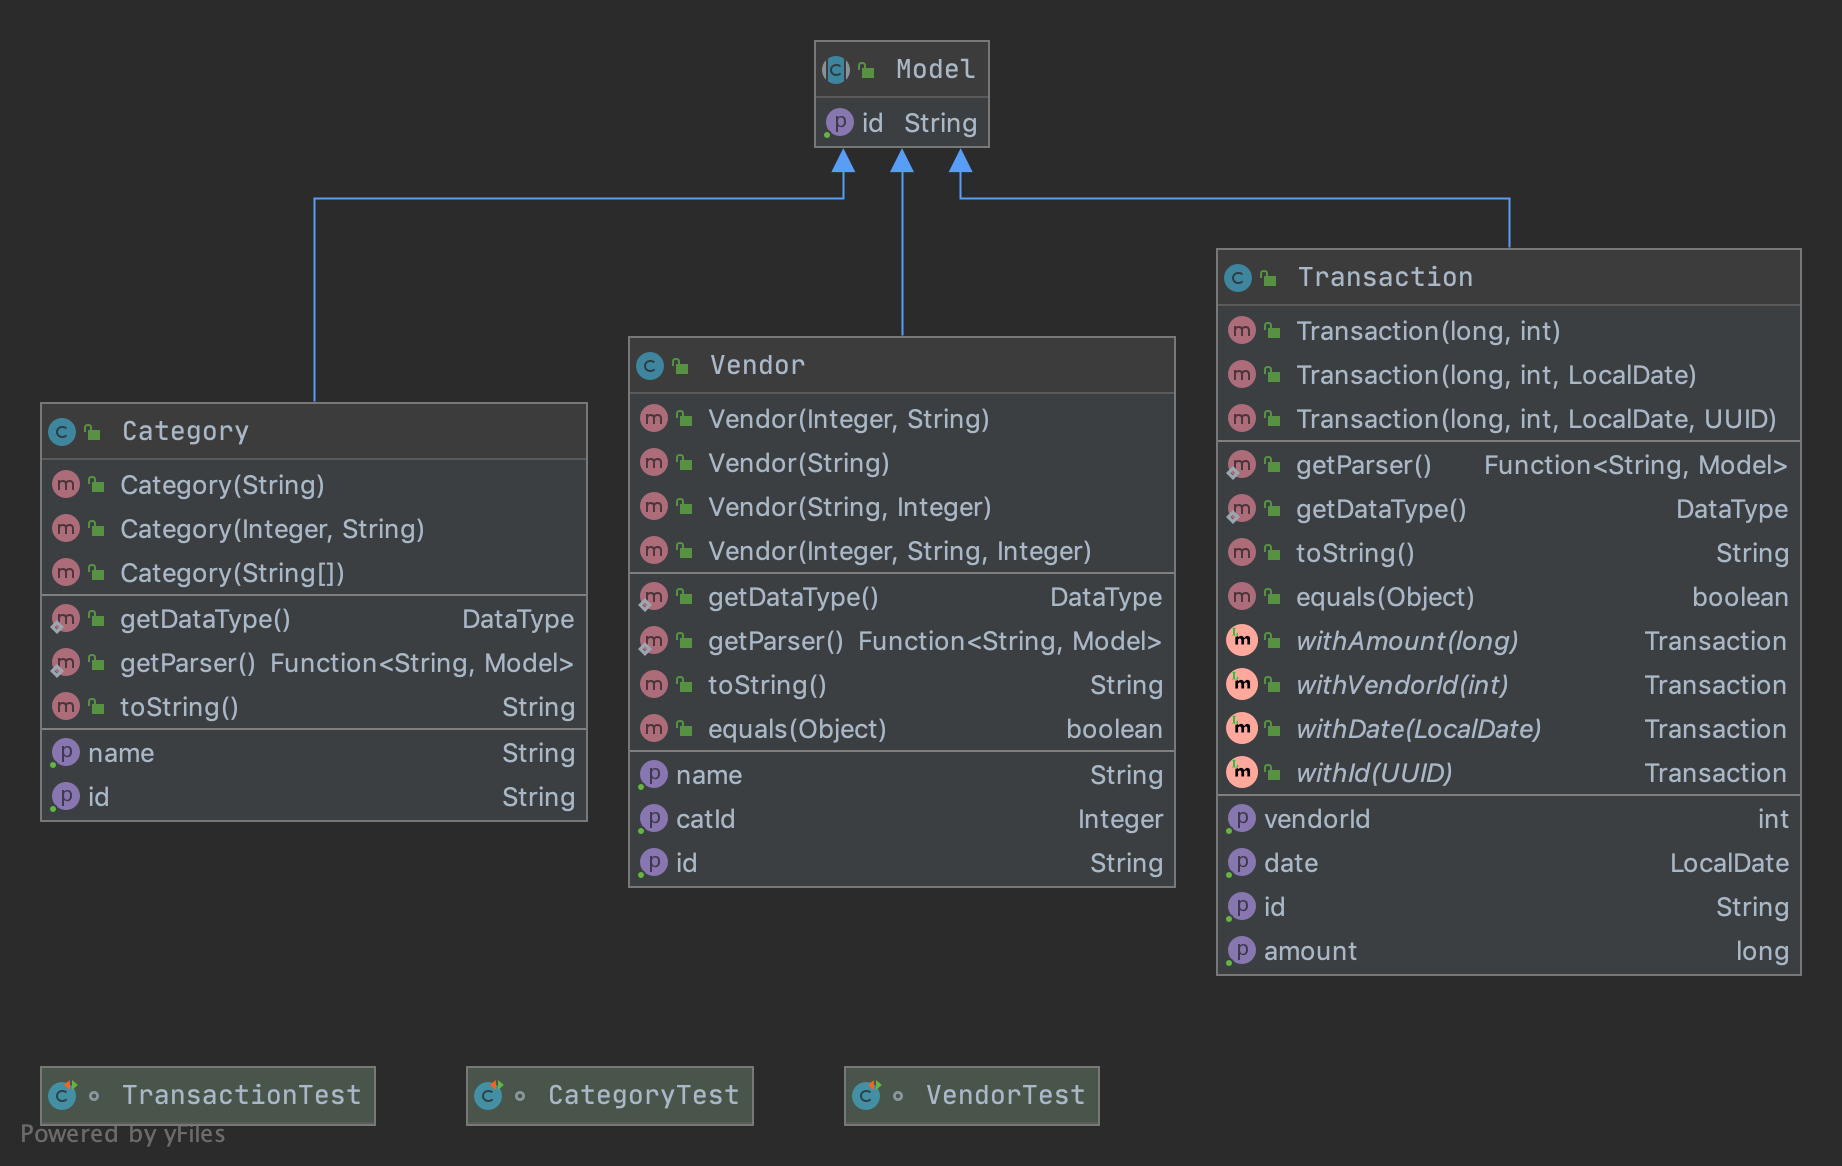 Model
id String
Category
Category(String)
Category(Integer, String)
Category(String[])
getDataType() DataType
getParser() Function<String, Model>
toString() String
name String
id String
Vendor
Vendor(Integer, String)
Vendor(String)
Vendor(String, Integer)
Vendor(Integer, String, Integer)
getDataType() DataType
getParser() Function<String, Model>
toString() String
equals(Object) boolean
name String
catId Integer
id String
Transaction
Transaction(long, int)
Transaction(long, int, LocalDate)
Transaction(long, int, LocalDate, UUID)
getParser() Function<String, Model>
getDataType() DataType
toString() String
equals(Object) boolean
withAmount(long) Transaction
withVendorId(int) Transaction
withDate(LocalDate) Transaction
withId(UUID) Transaction
vendorId int
date LocalDate
id String
amount long
TransactionTest
CategoryTest
VendorTest
Powered by yFiles